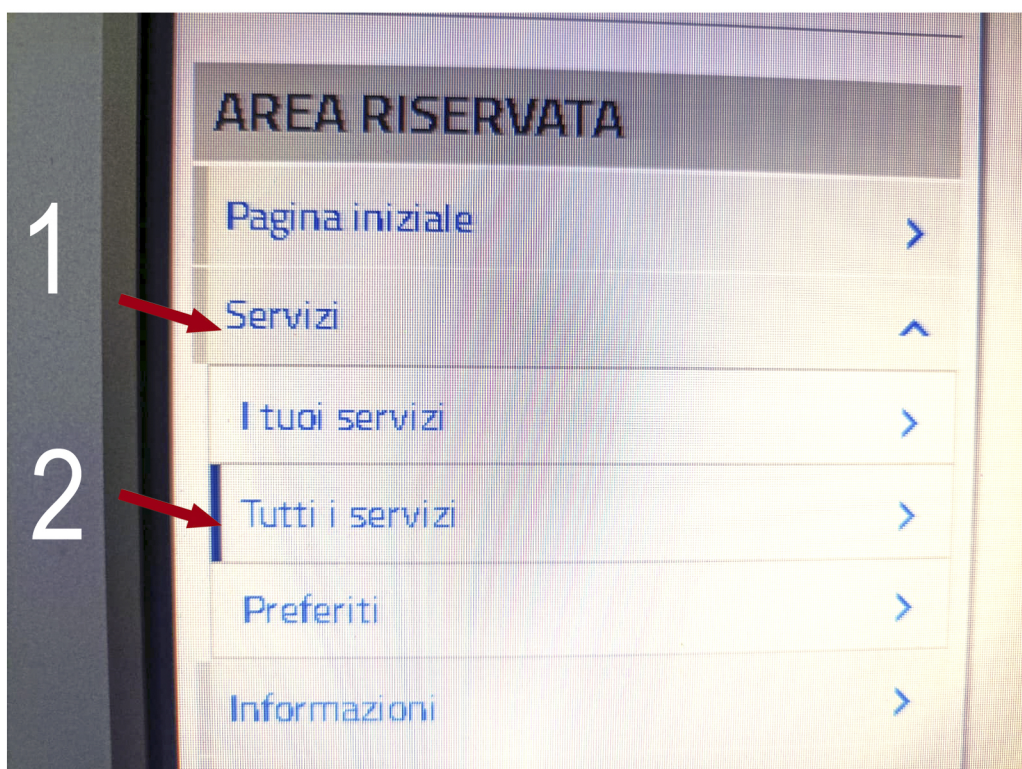 AREA RISERVATA
Pagina iniziale
1
Servizi
I tuoi servizi
2
Tutti i servizi
Preferiti
Informazioni